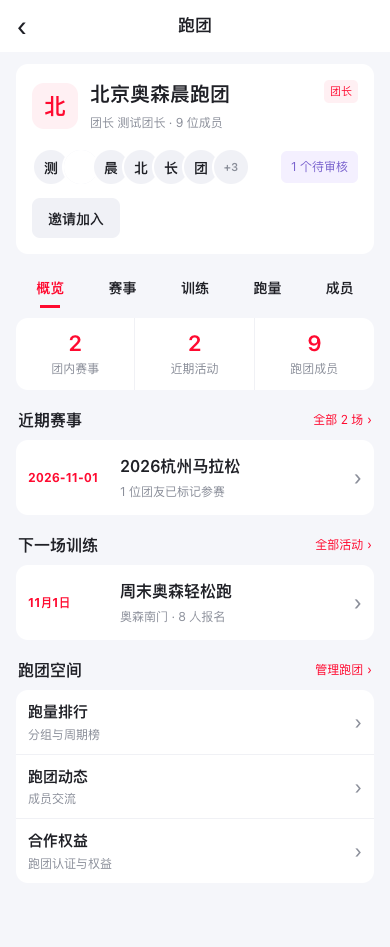 ‹ 跑团
北 北京奥森晨跑团 团长
团长 测试团长 · 9 位成员
测 晨 北 长 团 +3 1 个待审核
邀请加入
概览 赛事 训练 跑量 成员
2 2 9
团内赛事 近期活动 跑团成员
近期赛事 全部 2 场 ›
2026-11-01 2026杭州马拉松 ›
1 位团友已标记参赛
下一场训练 全部活动 ›
11月1日 周末奥森轻松跑 ›
奥森南门 · 8 人报名
跑团空间 管理跑团 ›
跑量排行 ›
分组与周期榜
跑团动态 ›
成员交流
合作权益 ›
跑团认证与权益